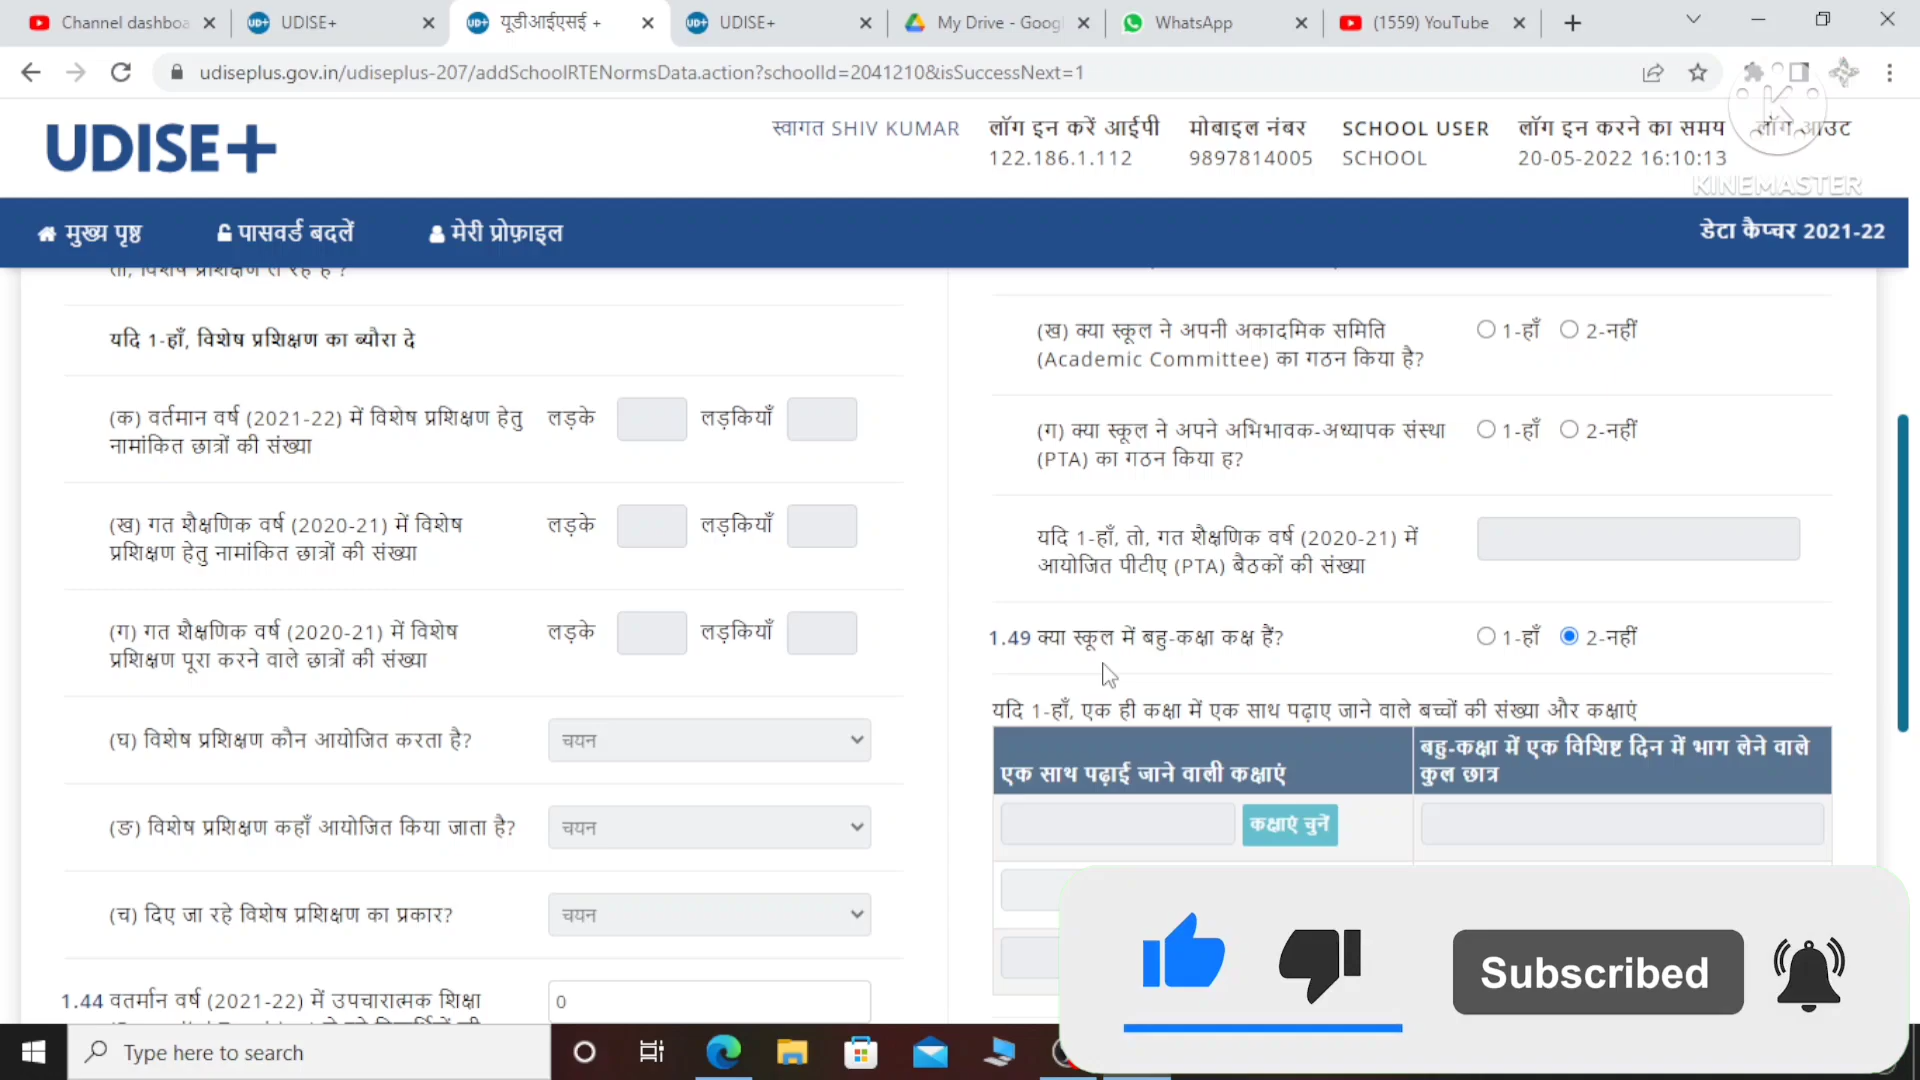 Channel dashboa
UDISE+
यूडीआईएसई +
UDISE+
My Drive - Goog
WhatsApp
(1559) YouTube
udiseplus.gov.in/udiseplus-207/addSchoolRTENormsData.action?schoolId=2041210&isSuccessNext=1
UDISE+
स्वागत SHIV KUMAR
लॉग इन करें आईपी
122.186.1.112
मोबाइल नंबर
9897814005
SCHOOL USER
SCHOOL
लॉग इन करने का समय
20-05-2022 16:10:13
लॉग आउट
KINEMASTER
मुख्य पृष्ठ
पासवर्ड बदलें
मेरी प्रोफ़ाइल
डेटा कैप्चर 2021-22
यदि 1-हाँ, विशेष प्रशिक्षण का ब्यौरा दे
(क) वर्तमान वर्ष (2021-22) में विशेष प्रशिक्षण हेतु
नामांकित छात्रों की संख्या
लड़के
लड़कियाँ
(ख) गत शैक्षणिक वर्ष (2020-21) में विशेष
प्रशिक्षण हेतु नामांकित छात्रों की संख्या
लड़के
लड़कियाँ
(ग) गत शैक्षणिक वर्ष (2020-21) में विशेष
प्रशिक्षण पूरा करने वाले छात्रों की संख्या
लड़के
लड़कियाँ
(घ) विशेष प्रशिक्षण कौन आयोजित करता है?
चयन
(ङ) विशेष प्रशिक्षण कहाँ आयोजित किया जाता है?
चयन
(च) दिए जा रहे विशेष प्रशिक्षण का प्रकार?
चयन
1.44 वतर्मान वर्ष (2021-22) में उपचारात्मक शिक्षा
0
(ख) क्या स्कूल ने अपनी अकादमिक समिति
(Academic Committee) का गठन किया है?
1-हाँ 2-नहीं
(ग) क्या स्कूल ने अपने अभिभावक-अध्यापक संस्था
(PTA) का गठन किया ह?
1-हाँ 2-नहीं
यदि 1-हाँ, तो, गत शैक्षणिक वर्ष (2020-21) में
आयोजित पीटीए (PTA) बैठकों की संख्या
1.49 क्या स्कूल में बहु-कक्षा कक्ष हैं?
1-हाँ 2-नहीं
यदि 1-हाँ, एक ही कक्षा में एक साथ पढ़ाए जाने वाले बच्चों की संख्या और कक्षाएं
एक साथ पढ़ाई जाने वाली कक्षाएं
बहु-कक्षा में एक विशिष्ट दिन में भाग लेने वाले
कुल छात्र
कक्षाएं चुनें
Subscribed
Type here to search